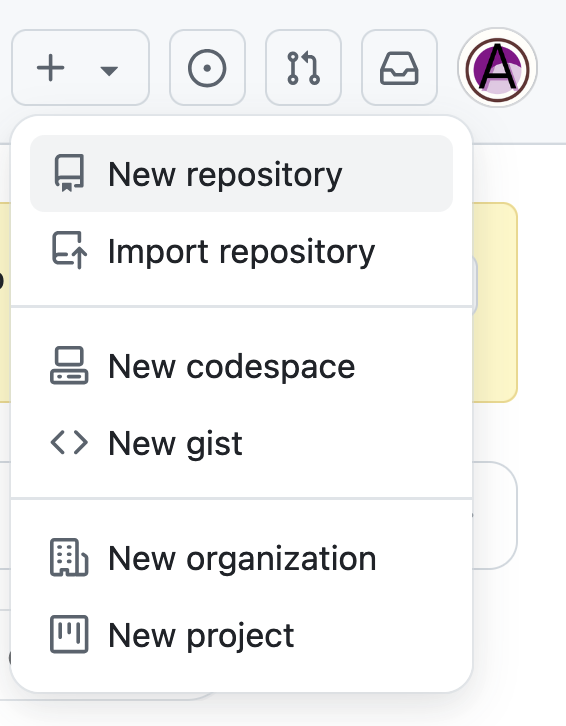 A
New repository
Import repository
New codespace
New gist
New organization
New project